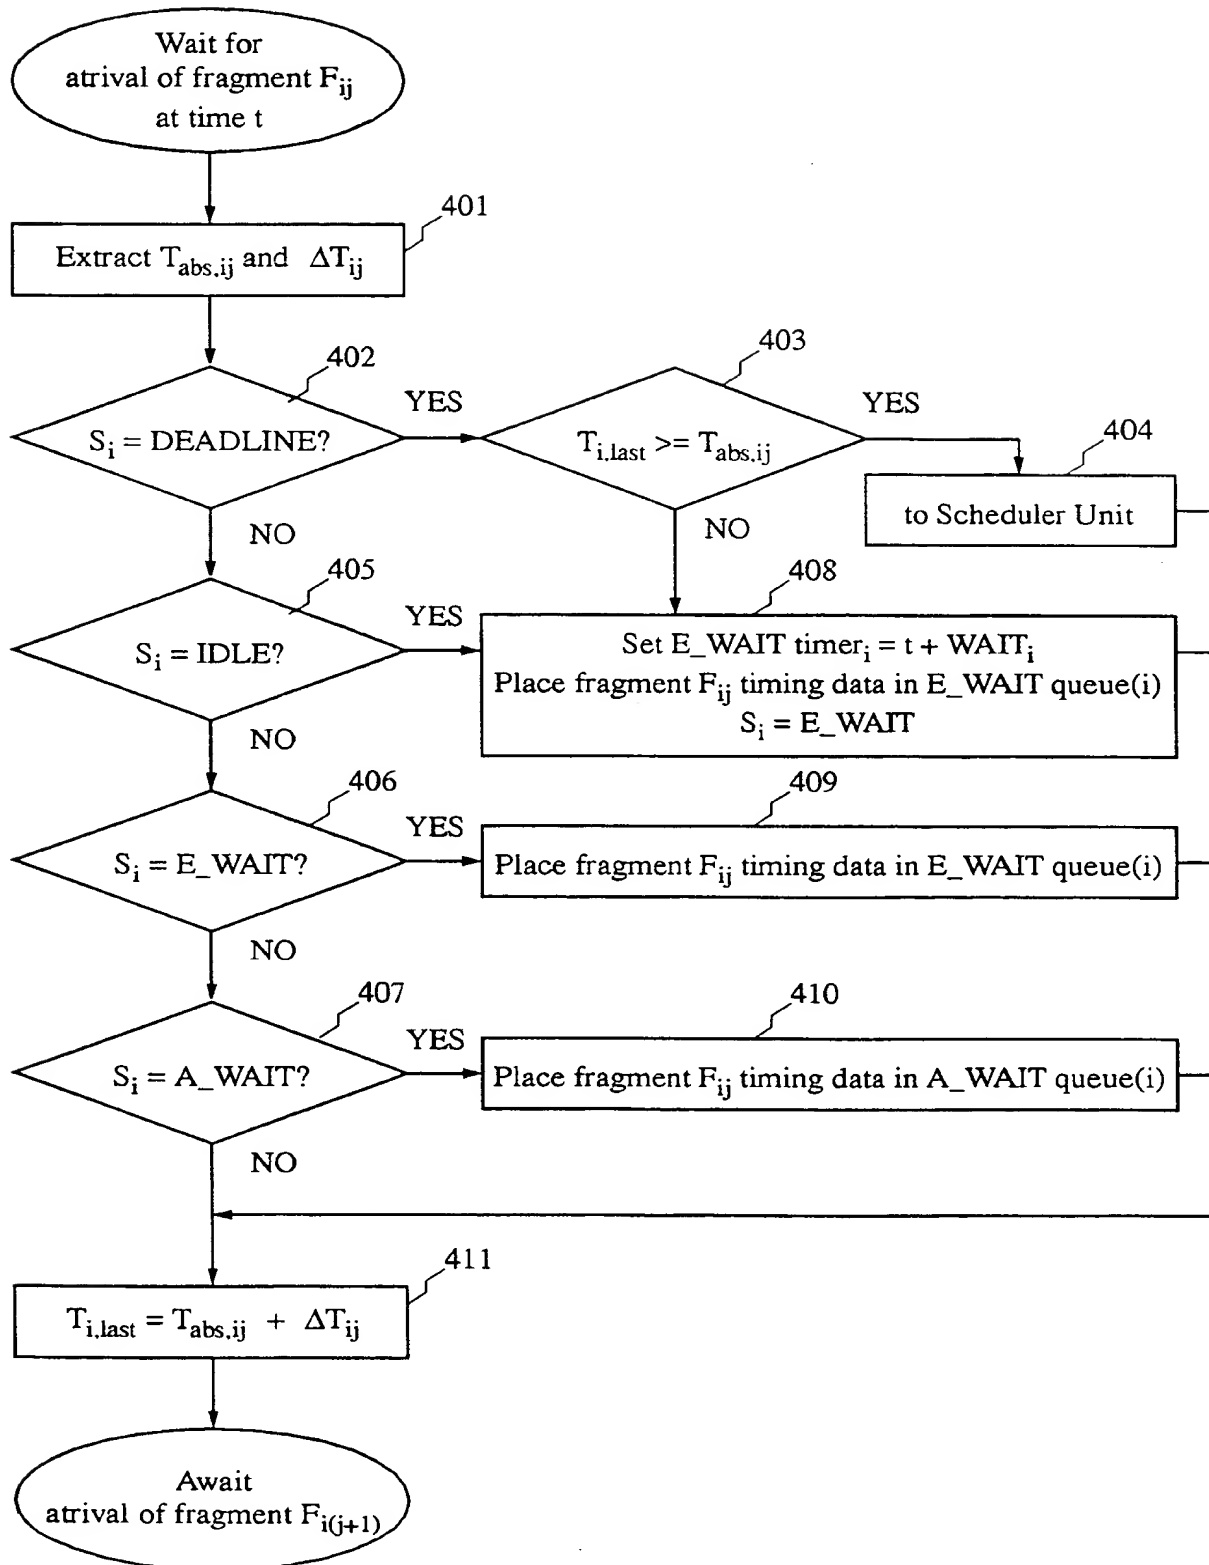 Wait for
atrival of fragment F_ij
at time t
401
Extract T_abs,ij and ΔT_ij
402
S_i = DEADLINE?
YES
403
T_i,last >= T_abs,ij
YES
404
to Scheduler Unit
NO
NO
405
S_i = IDLE?
YES
408
Set E_WAIT timer_i = t + WAIT_i
Place fragment F_ij timing data in E_WAIT queue(i)
S_i = E_WAIT
NO
406
S_i = E_WAIT?
YES
409
Place fragment F_ij timing data in E_WAIT queue(i)
NO
407
S_i = A_WAIT?
YES
410
Place fragment F_ij timing data in A_WAIT queue(i)
NO
411
T_i,last = T_abs,ij + ΔT_ij
Await
atrival of fragment F_i(j+1)